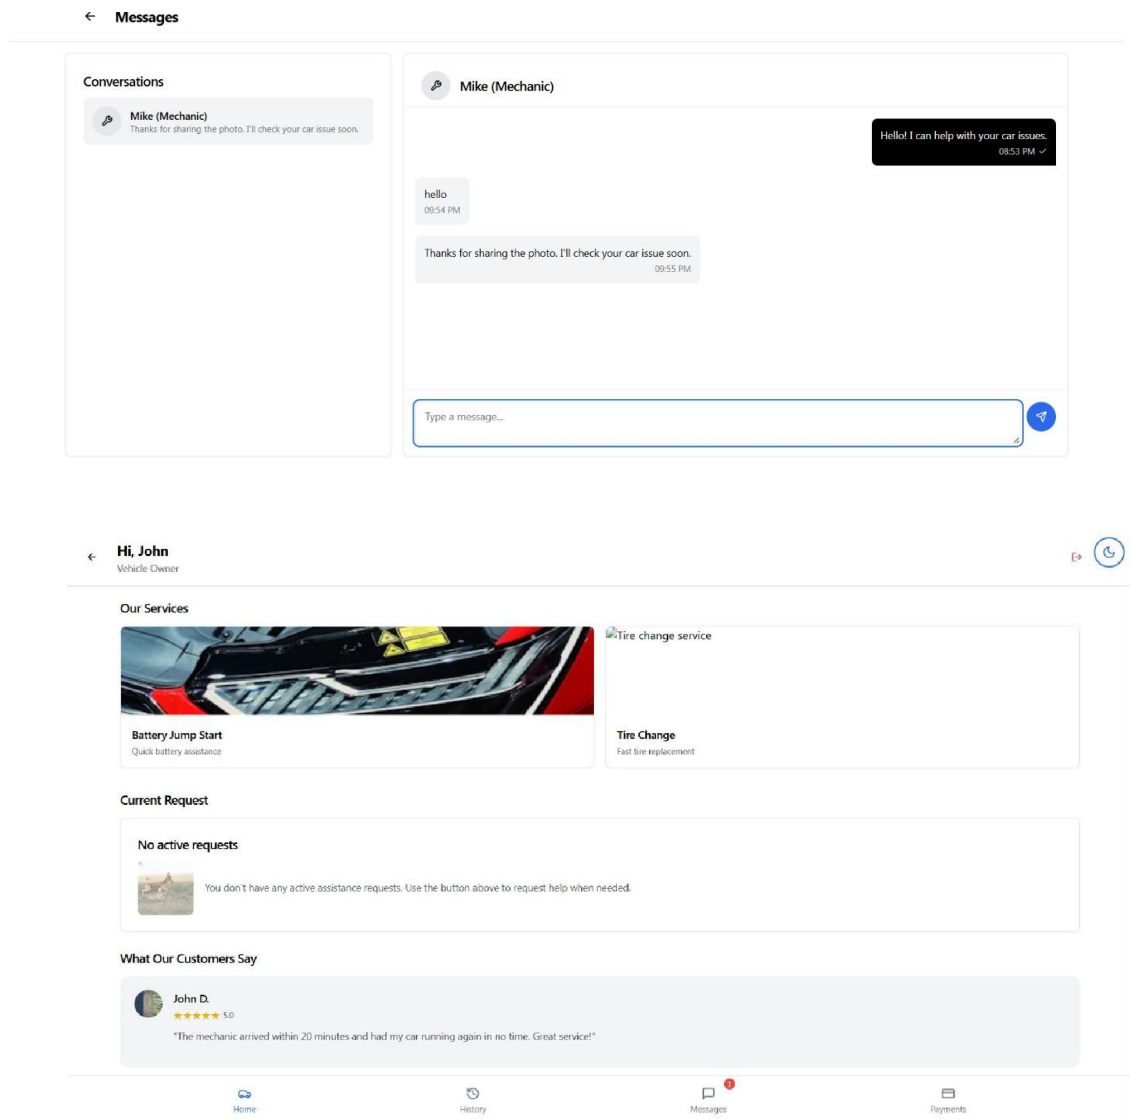 Messages
Conversations
Mike (Mechanic)
Thanks for sharing the photo. I'll check your car issue soon.
Mike (Mechanic)
Hello! I can help with your car issues.
08:53 PM
hello
09:54 PM
Thanks for sharing the photo. I'll check your car issue soon.
09:55 PM
Type a message...
Hi, John
Vehicle Owner
Our Services
Tire change service
Battery Jump Start
Quick battery assistance
Tire Change
Fast tire replacement
Current Request
No active requests
You don't have any active assistance requests. Use the button above to request help when needed.
What Our Customers Say
John D.
★★★★★ 5.0
"The mechanic arrived within 20 minutes and had my car running again in no time. Great service!"
1
Home
History
Messages
Payments